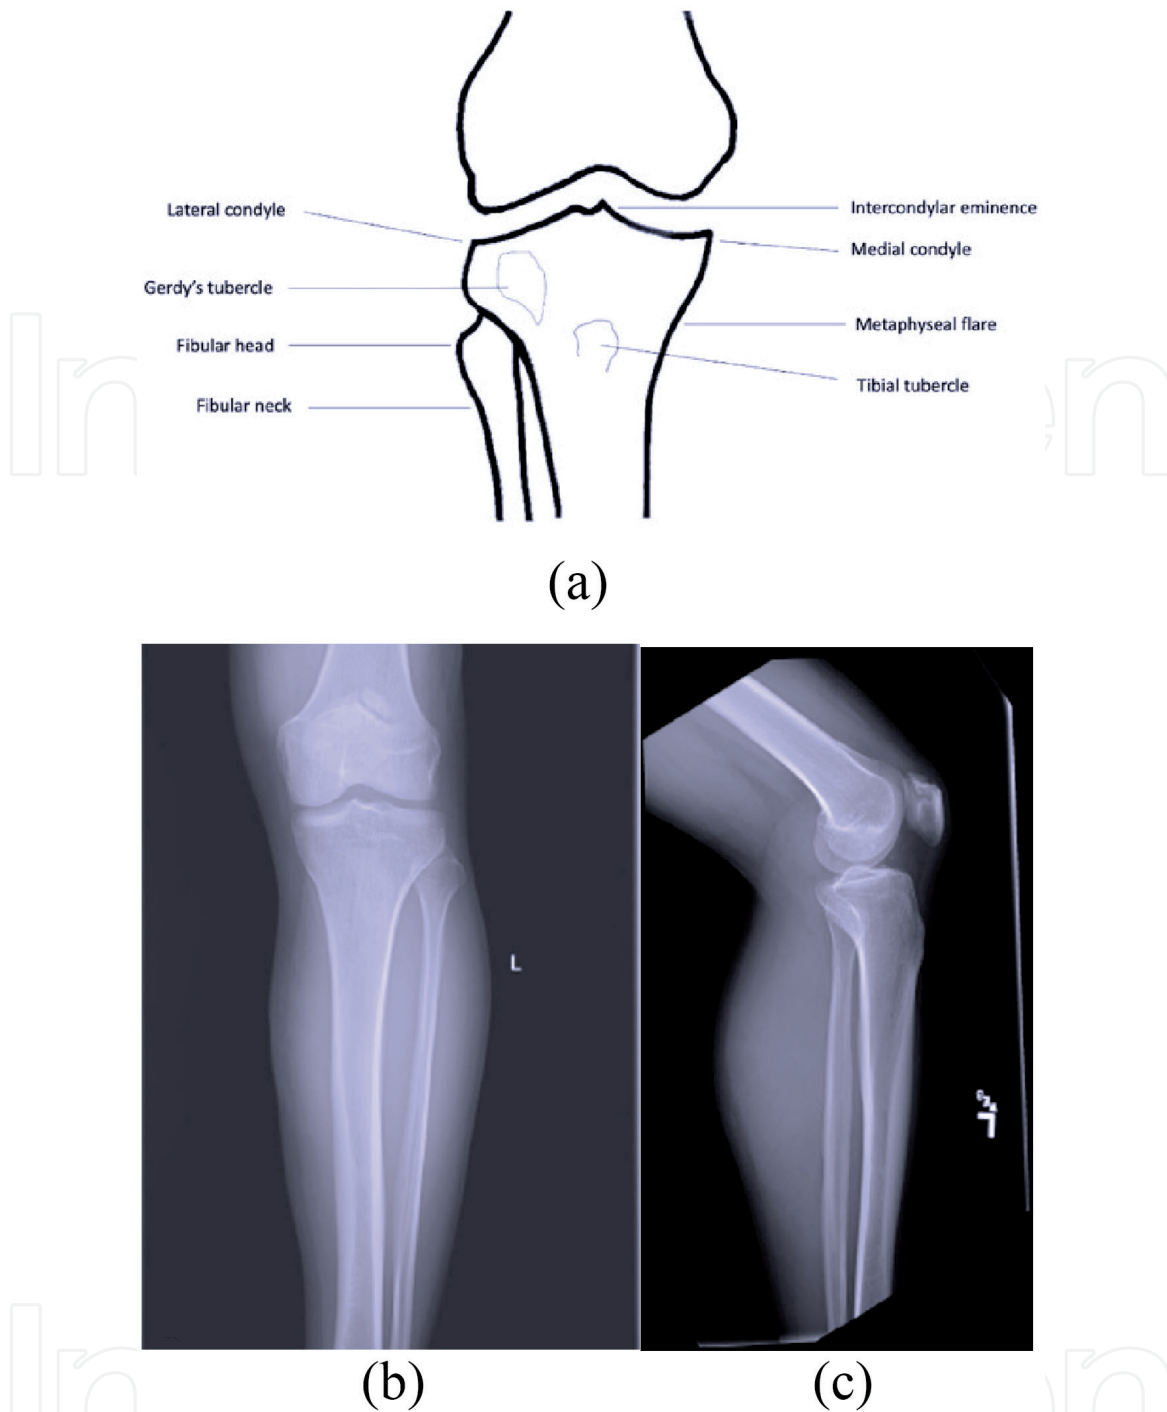 Lateral condyle
Intercondylar eminence
Medial condyle
Gerdy's tubercle
Metaphyseal flare
Fibular head
Tibial tubercle
Fibular neck
(a)
L
L
(b)
(c)